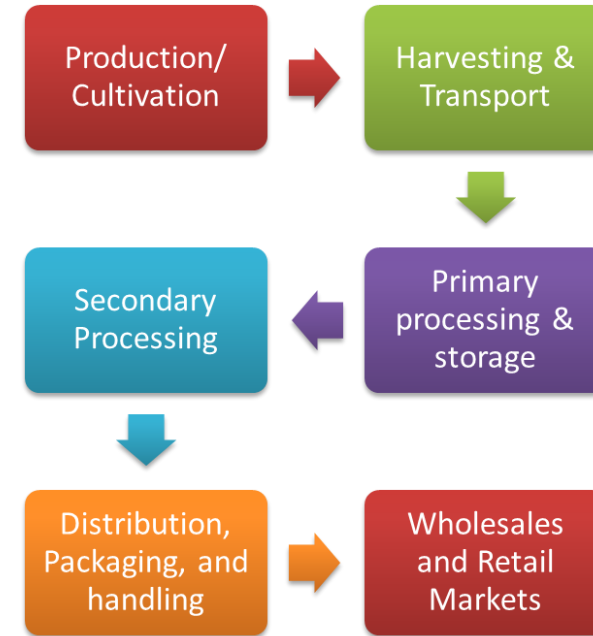 Production/
Cultivation
Harvesting &
Transport
Primary
processing &
storage
Secondary
Processing
Distribution,
Packaging, and
handling
Wholesales
and Retail
Markets